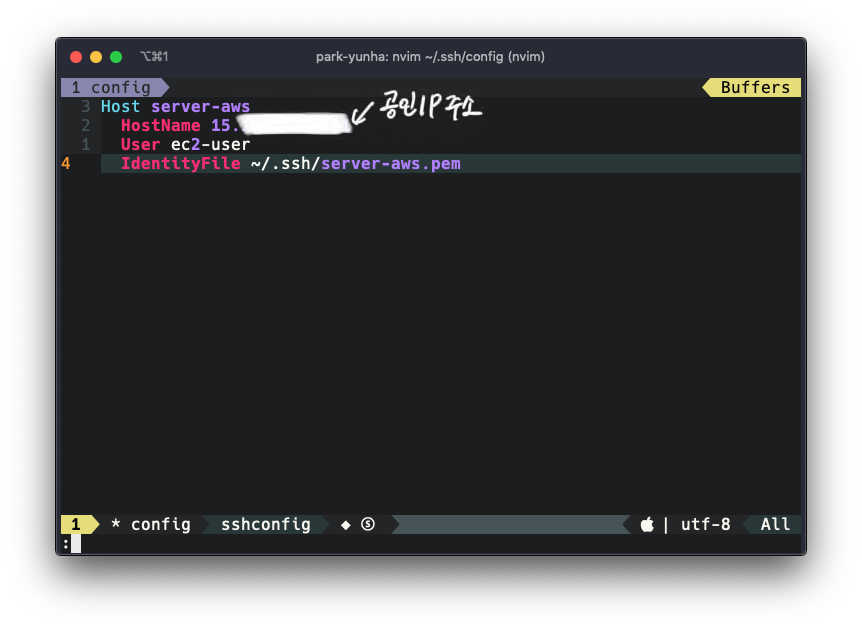 ⌥⌘1 park-yunha: nvim ~/.ssh/config (nvim)
1 config Buffers
3 Host server-aws
2 HostName 15. 공인IP주소
1 User ec2-user
4 IdentityFile ~/.ssh/server-aws.pem
1 * config sshconfig ◆ Ⓢ | utf-8 All
: